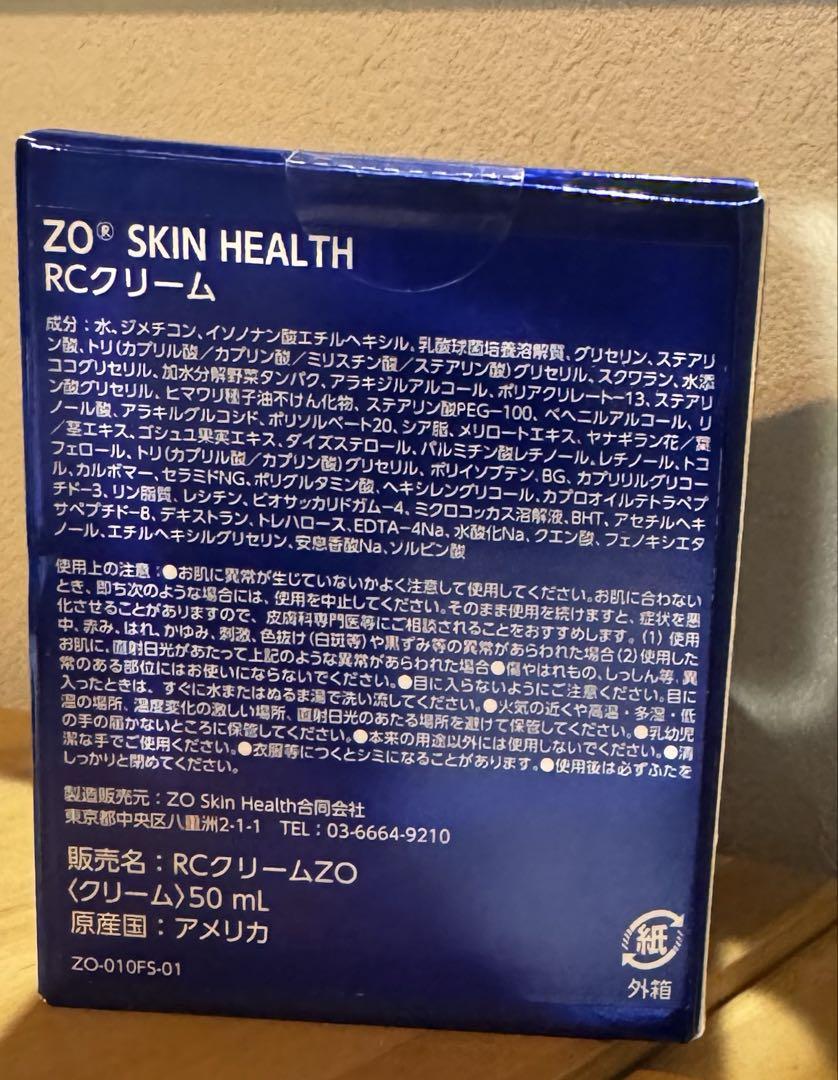 ZO® SKIN HEALTH
RCクリーム
成分：水、ジメチコン、イソノナン酸エチルヘキシル、乳酸球菌培養溶解質、グリセリン、ステアリ
ン酸、トリ(カプリル酸／カプリン酸／ミリスチン酸／ステアリン酸)グリセリル、スクワラン、水添
ココグリセリル、加水分解野菜タンパク、アラキジルアルコール、ポリアクリレート-13、ステアリ
ン酸グリセリル、ヒマワリ種子油不けん化物、ステアリン酸PEG-100、ベヘニルアルコール、リ
ノール酸、アラキルグルコシド、ポリソルベート20、シア脂、メリロートエキス、ヤナギラン花／葉
／茎エキス、ゴシュユ果実エキス、ダイズステロール、パルミチン酸レチノール、レチノール、トコ
フェロール、トリ(カプリル酸／カプリン酸)グリセリル、ポリイソブテン、BG、カプリリルグリコー
ル、カルボマー、セラミドNG、ポリグルタミン酸、ヘキシレングリコール、カプロオイルテトラペプ
チド-3、リン脂質、レシチン、ビオサッカリドガム-4、ミクロコッカス溶解液、BHT、アセチルヘキ
サペプチド-8、デキストラン、トレハロース、EDTA-4Na、水酸化Na、クエン酸、フェノキシエタ
ノール、エチルヘキシルグリセリン、安息香酸Na、ソルビン酸
使用上の注意：●お肌に異常が生じていないかよく注意して使用してください。お肌に合わない
とき、即ち次のような場合には、使用を中止してください。そのまま使用を続けますと、症状を悪
化させることがありますので、皮膚科専門医等にご相談されることをおすすめします。(1) 使用
中、赤み、はれ、かゆみ、刺激、色抜け(白斑等)や黒ずみ等の異常があらわれた場合(2)使用した
お肌に、直射日光があたって上記のような異常があらわれた場合●傷やはれもの、しっしん等、異
常のある部位にはお使いにならないでください。●目に入らないようにご注意ください。目に
入ったときは、すぐに水またはぬるま湯で洗い流してください。●火気の近くや高温・多湿・低
温の場所、温度変化の激しい場所、直射日光のあたる場所を避けて保管してください。●乳幼児
の手の届かないところに保管してください。●本来の用途以外には使用しないでください。●清
潔な手でご使用ください。●衣服等につくとシミになることがあります。●使用後は必ずふたを
しっかりと閉めてください。
製造販売元：ZO Skin Health合同会社
東京都中央区八重洲2-1-1　TEL：03-6664-9210
販売名：RCクリームZO
〈クリーム〉50 mL
原産国：アメリカ
ZO-010FS-01
紙
外箱